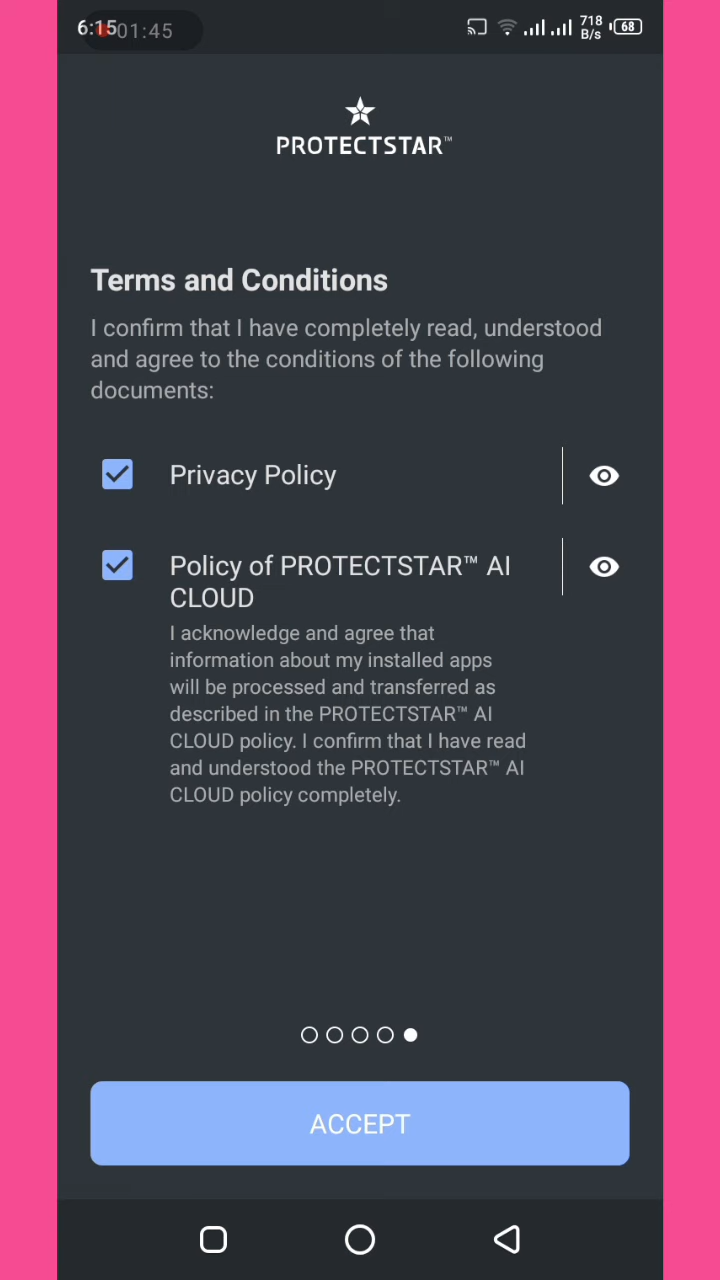 6:15 01:45 718 B/s 68
PROTECTSTAR™
Terms and Conditions
I confirm that I have completely read, understood
and agree to the conditions of the following
documents:
Privacy Policy
Policy of PROTECTSTAR™ AI
CLOUD
I acknowledge and agree that
information about my installed apps
will be processed and transferred as
described in the PROTECTSTAR™ AI
CLOUD policy. I confirm that I have read
and understood the PROTECTSTAR™ AI
CLOUD policy completely.
ACCEPT